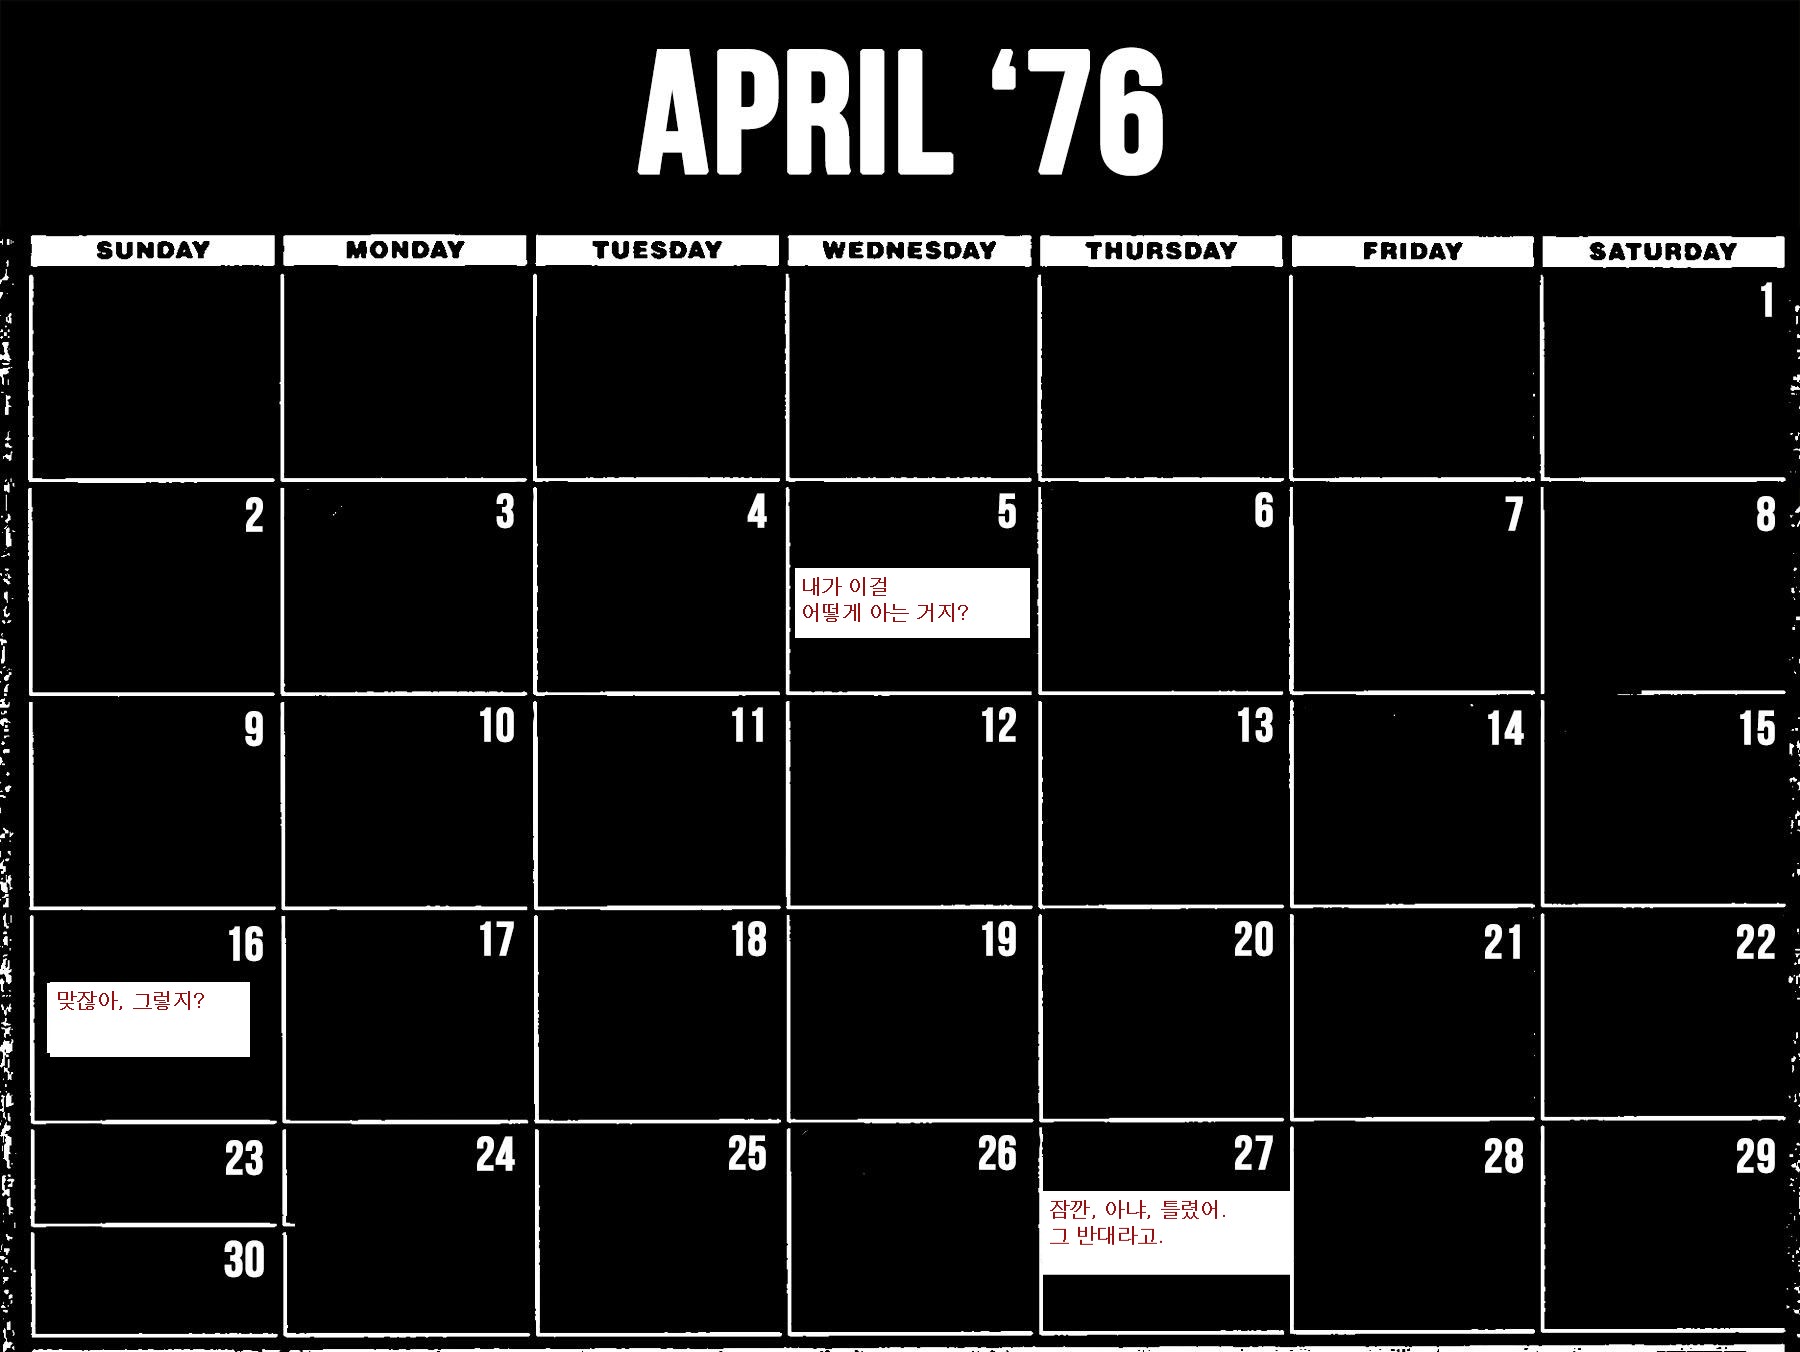 APRIL ‘76
SUNDAY MONDAY TUESDAY WEDNESDAY THURSDAY FRIDAY SATURDAY
1
2 3 4 5 6 7 8
내가 이걸
어떻게 아는 거지?
9 10 11 12 13 14 15
16 17 18 19 20 21 22
맞잖아, 그렇지?
23 24 25 26 27 28 29
잠깐, 아냐, 틀렸어.
그 반대라고.
30